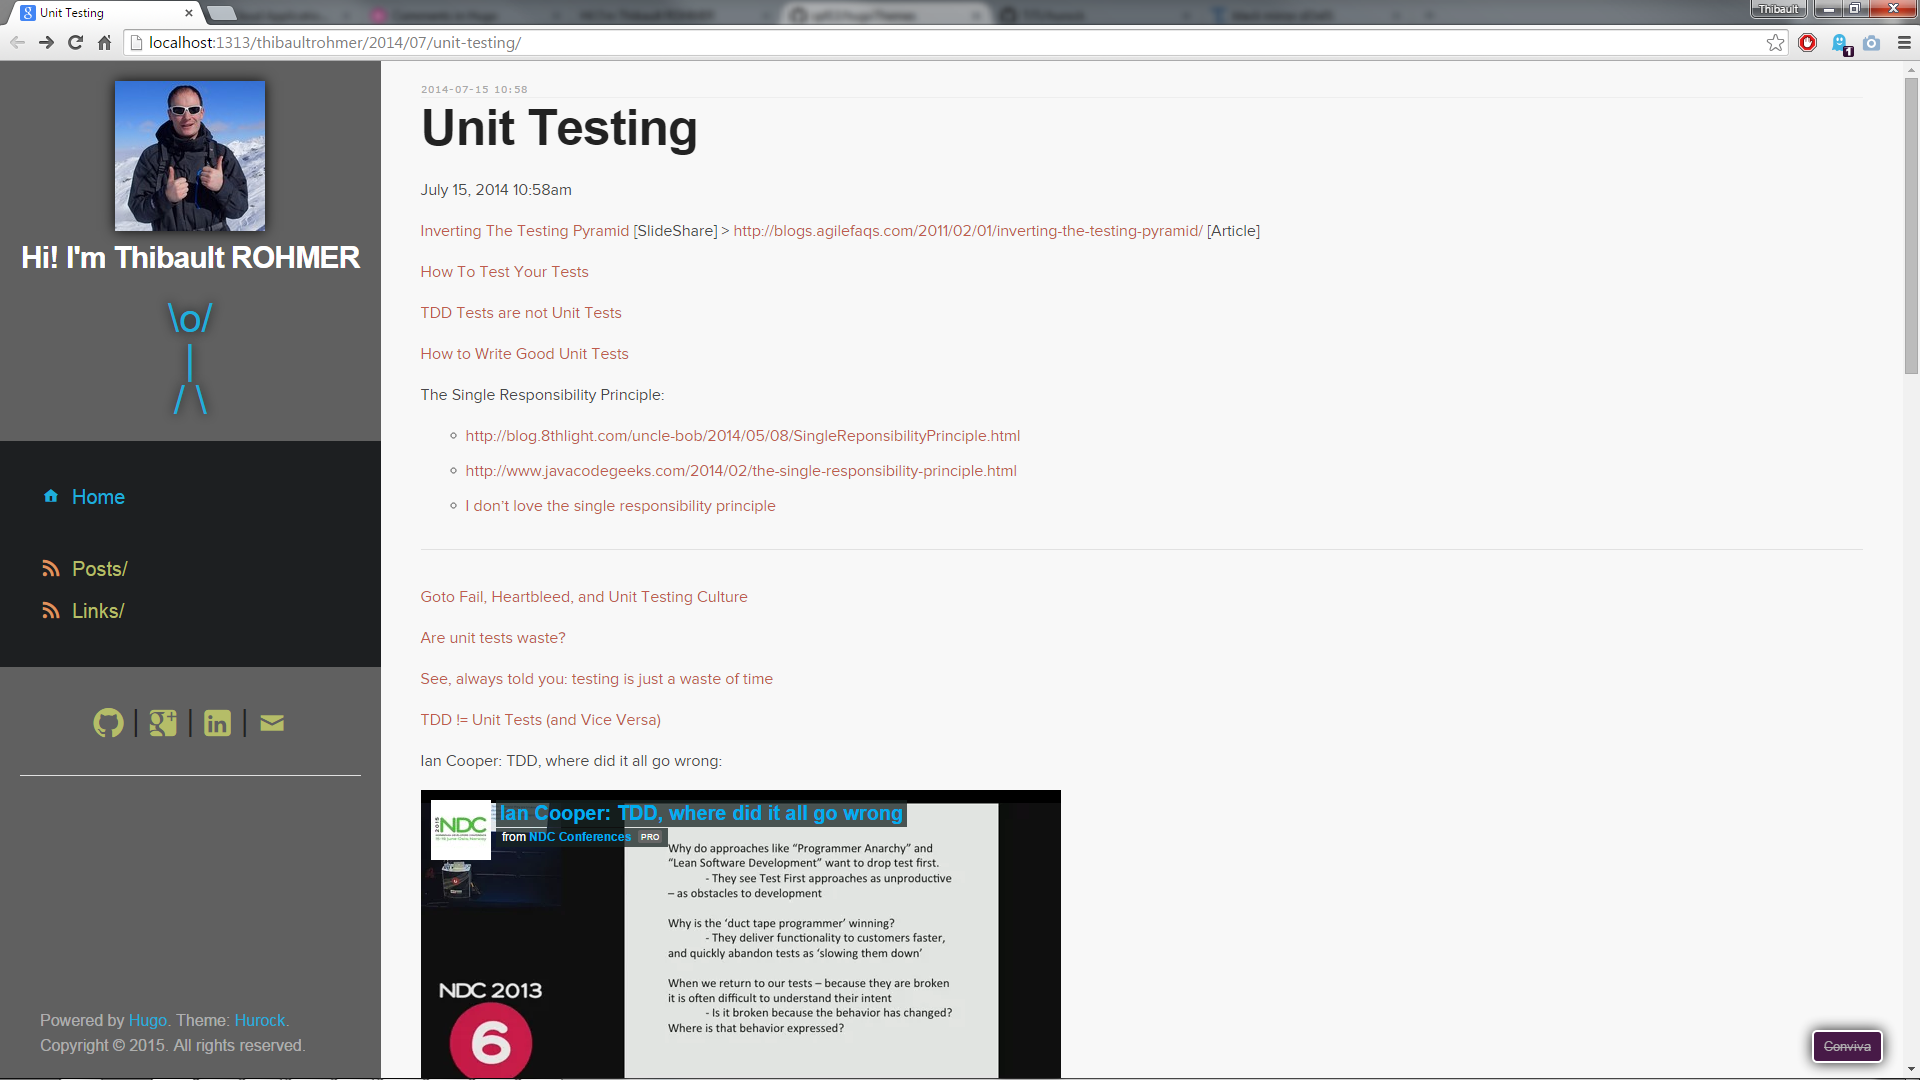 Unit Testing
Thibault
localhost:1313/thibaultrohmer/2014/07/unit-testing/
1
Hi! I'm Thibault ROHMER
\o/
|
/ \
Home
Posts/
Links/
Powered by Hugo. Theme: Hurock.
Copyright © 2015. All rights reserved.
2014-07-15 10:58
Unit Testing
July 15, 2014 10:58am
Inverting The Testing Pyramid [SlideShare] > http://blogs.agilefaqs.com/2011/02/01/inverting-the-testing-pyramid/ [Article]
How To Test Your Tests
TDD Tests are not Unit Tests
How to Write Good Unit Tests
The Single Responsibility Principle:
http://blog.8thlight.com/uncle-bob/2014/05/08/SingleReponsibilityPrinciple.html
http://www.javacodegeeks.com/2014/02/the-single-responsibility-principle.html
I don't love the single responsibility principle
Goto Fail, Heartbleed, and Unit Testing Culture
Are unit tests waste?
See, always told you: testing is just a waste of time
TDD != Unit Tests (and Vice Versa)
Ian Cooper: TDD, where did it all go wrong:
2015 NDC
Ian Cooper: TDD, where did it all go wrong
from NDC Conferences PRO
Why do approaches like “Programmer Anarchy” and
“Lean Software Development” want to drop test first.
- They see Test First approaches as unproductive
– as obstacles to development
Why is the ‘duct tape programmer’ winning?
- They deliver functionality to customers faster,
and quickly abandon tests as ‘slowing them down’
When we return to our tests – because they are broken
it is often difficult to understand their intent
- Is it broken because the behavior has changed?
Where is that behavior expressed?
NDC 2013
6
Conviva